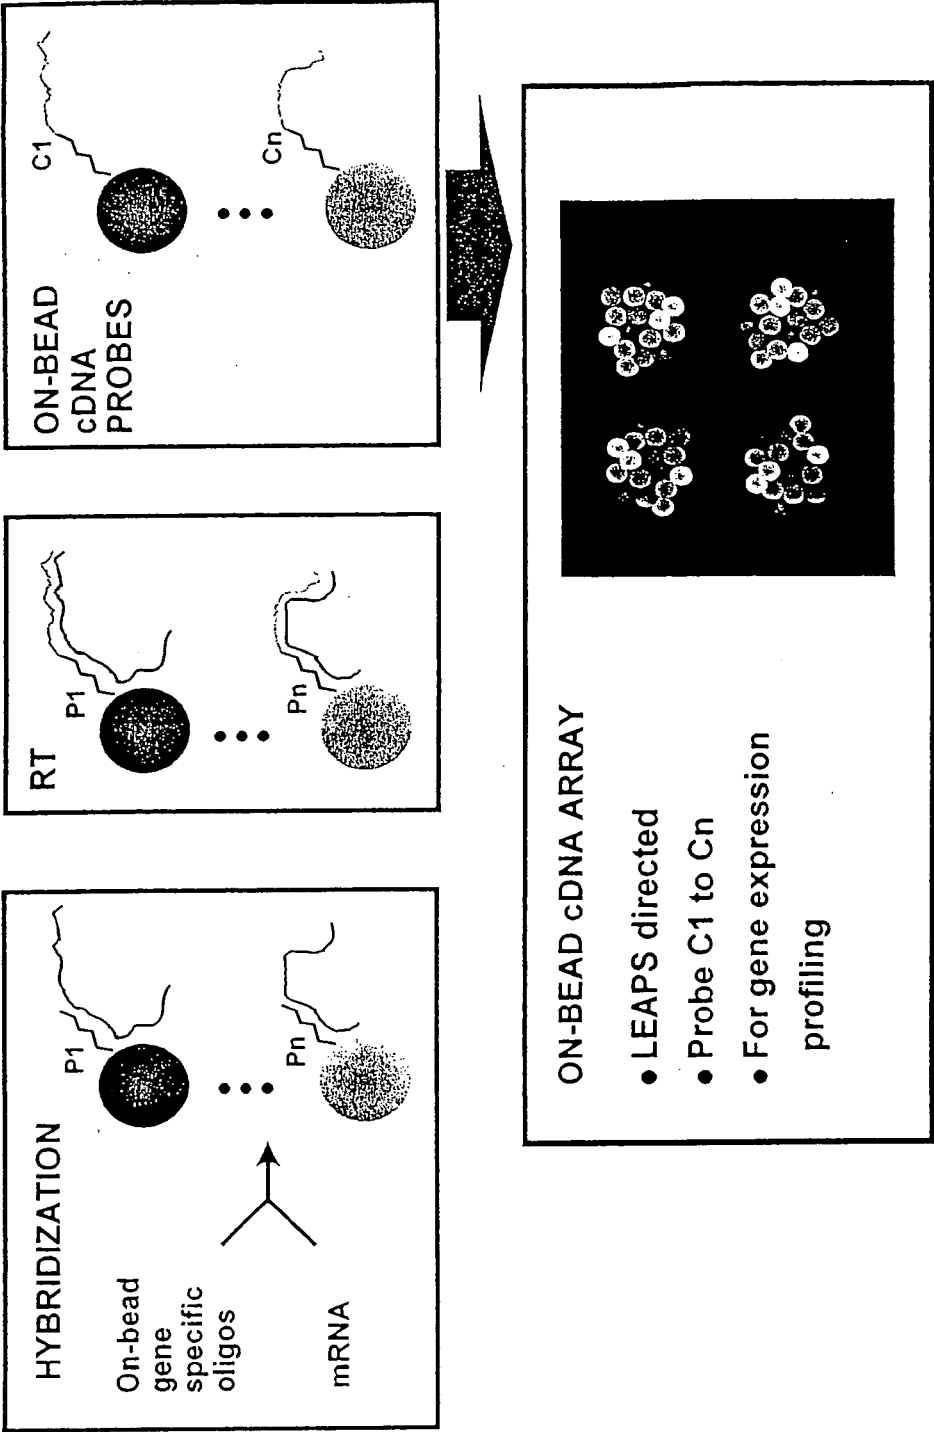 HYBRIDIZATION
On-bead
gene
specific
oligos
mRNA
P1
Pn
RT
P1
Pn
ON-BEAD
cDNA
PROBES
C1
Cn
ON-BEAD cDNA ARRAY
● LEAPS directed
● Probe C1 to Cn
● For gene expression
profiling